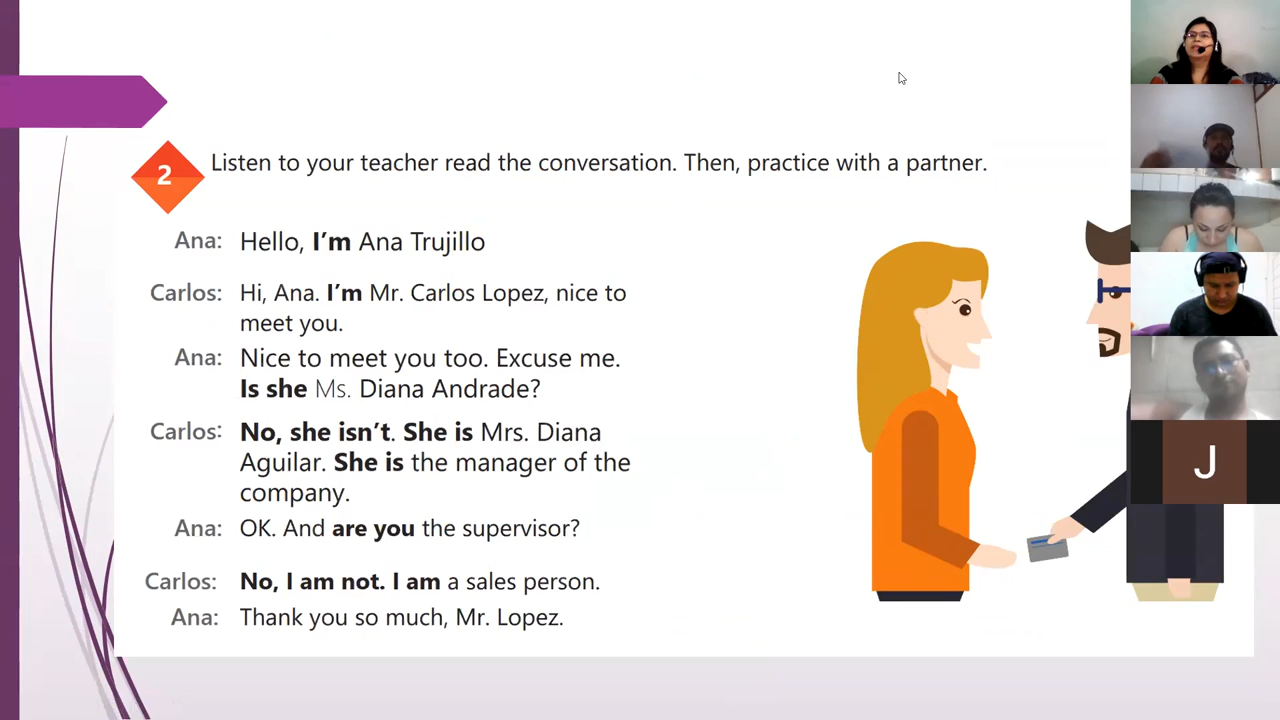 2
Listen to your teacher read the conversation. Then, practice with a partner.
Ana: Hello, I'm Ana Trujillo
Carlos: Hi, Ana. I'm Mr. Carlos Lopez, nice to
meet you.
Ana: Nice to meet you too. Excuse me.
Is she Ms. Diana Andrade?
Carlos: No, she isn't. She is Mrs. Diana
Aguilar. She is the manager of the
company.
Ana: OK. And are you the supervisor?
Carlos: No, I am not. I am a sales person.
Ana: Thank you so much, Mr. Lopez.
J